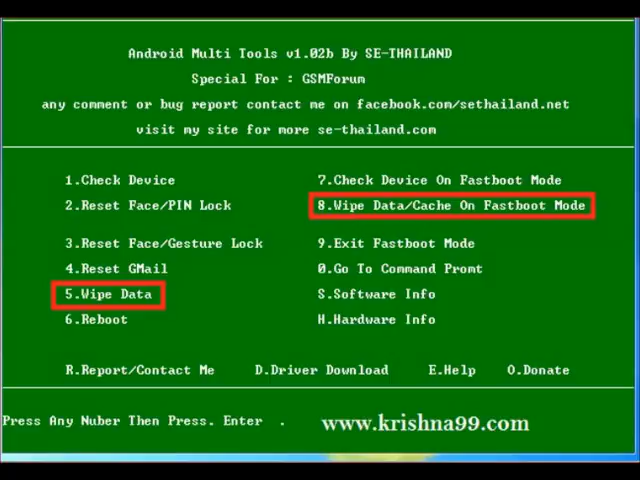 Android Multi Tools v1.02b By SE-THAILAND
Special For : GSMForum
any comment or bug report contact me on facebook.com/sethailand.net
visit my site for more se-thailand.com
1.Check Device 7.Check Device On Fastboot Mode
2.Reset Face/PIN Lock 8.Wipe Data/Cache On Fastboot Mode
3.Reset Face/Gesture Lock 9.Exit Fastboot Mode
4.Reset GMail 0.Go To Command Promt
5.Wipe Data S.Software Info
6.Reboot H.Hardware Info
R.Report/Contact Me D.Driver Download E.Help O.Donate
Press Any Nuber Then Press. Enter .
www.krishna99.com